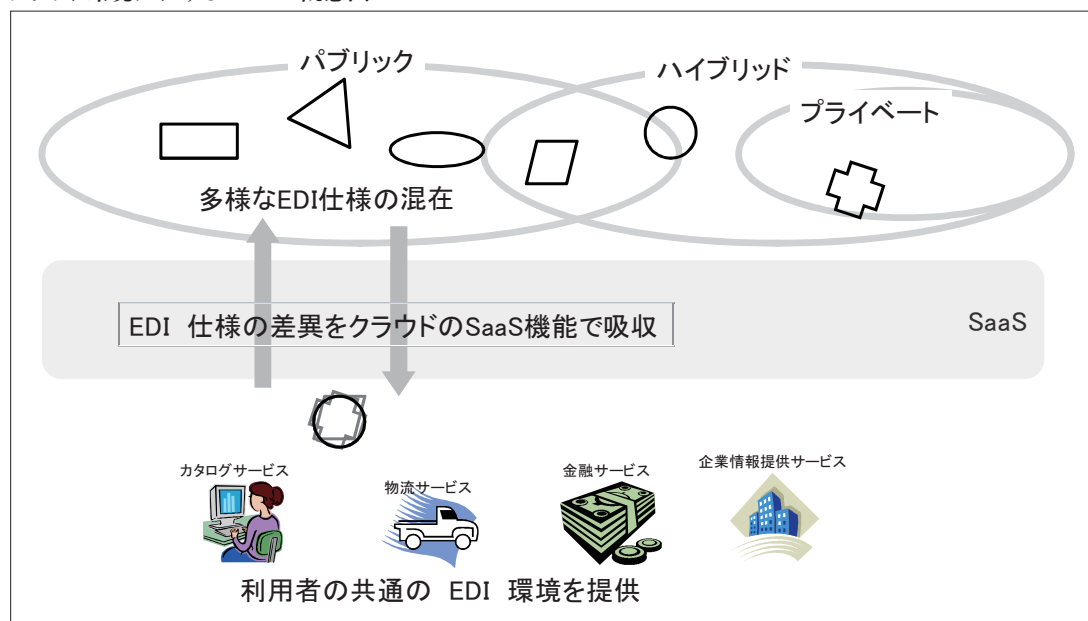 パブリック
ハイブリッド
プライベート
多様なEDI仕様の混在
EDI 仕様の差異をクラウドのSaaS機能で吸収
SaaS
カタログサービス
物流サービス
金融サービス
企業情報提供サービス
利用者の共通の EDI 環境を提供